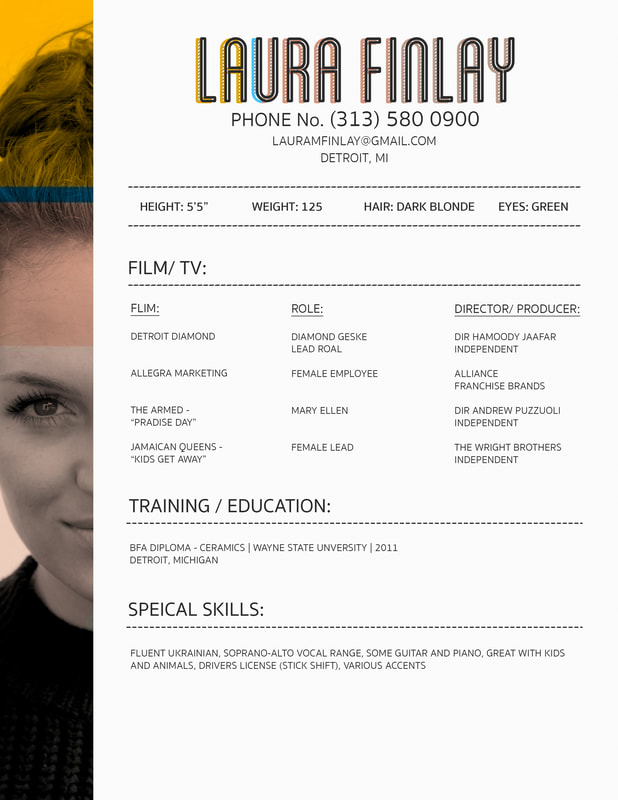 LAURA FINLAY
PHONE No. (313) 580 0900
LAURAMFINLAY@GMAIL.COM
DETROIT, MI
HEIGHT: 5'5" WEIGHT: 125 HAIR: DARK BLONDE EYES: GREEN
FILM/ TV:
FLIM: ROLE: DIRECTOR/ PRODUCER:
DETROIT DIAMOND DIAMOND GESKE DIR HAMOODY JAAFAR
LEAD ROAL INDEPENDENT
ALLEGRA MARKETING FEMALE EMPLOYEE ALLIANCE
FRANCHISE BRANDS
THE ARMED - MARY ELLEN DIR ANDREW PUZZUOLI
“PRADISE DAY” INDEPENDENT
JAMAICAN QUEENS - FEMALE LEAD THE WRIGHT BROTHERS
“KIDS GET AWAY” INDEPENDENT
TRAINING / EDUCATION:
BFA DIPLOMA - CERAMICS | WAYNE STATE UNVERSITY | 2011
DETROIT, MICHIGAN
SPEICAL SKILLS:
FLUENT UKRAINIAN, SOPRANO-ALTO VOCAL RANGE, SOME GUITAR AND PIANO, GREAT WITH KIDS
AND ANIMALS, DRIVERS LICENSE (STICK SHIFT), VARIOUS ACCENTS